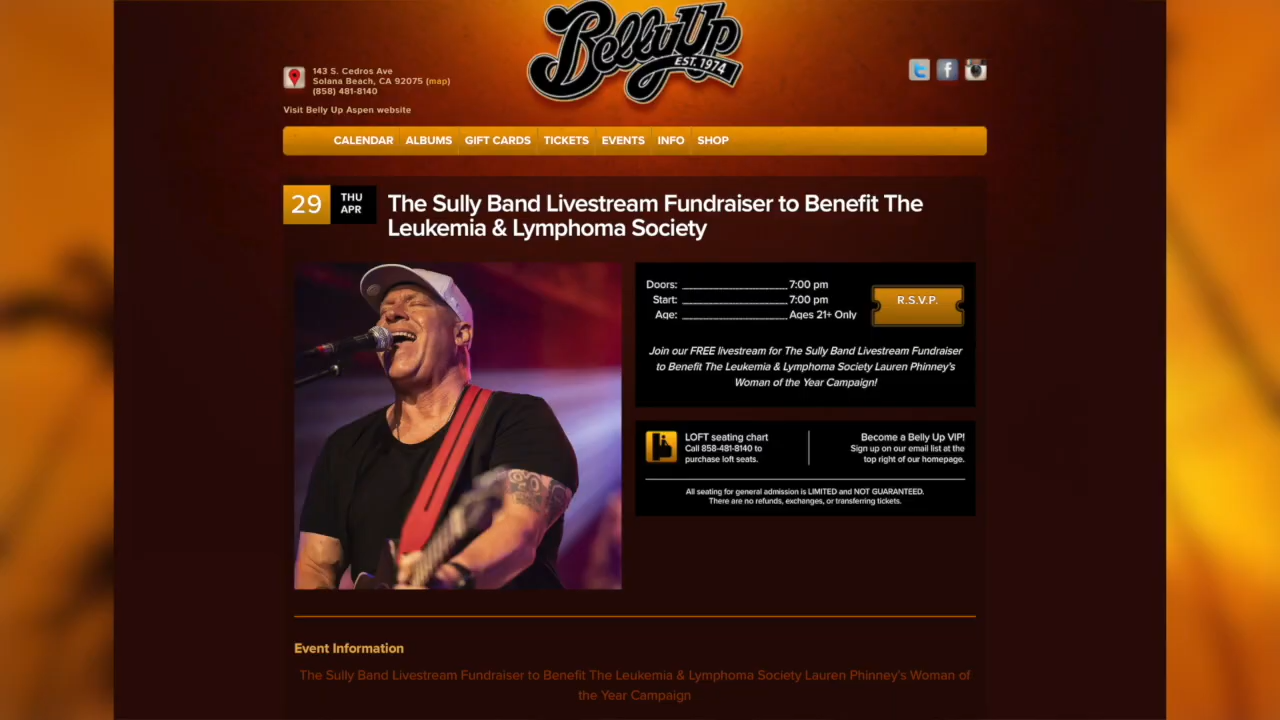 Belly Up
EST. 1974
143 S. Cedros Ave
Solana Beach, CA 92075 (map)
(858) 481-8140
Visit Belly Up Aspen website
CALENDAR ALBUMS GIFT CARDS TICKETS EVENTS INFO SHOP
29
THU
APR
The Sully Band Livestream Fundraiser to Benefit The
Leukemia & Lymphoma Society
Doors: 7:00 pm
Start: 7:00 pm
Age: Ages 21+ Only
R.S.V.P.
Join our FREE livestream for The Sully Band Livestream Fundraiser
to Benefit The Leukemia & Lymphoma Society Lauren Phinney's
Woman of the Year Campaign!
LOFT seating chart
Call 858-481-8140 to
purchase loft seats.
Become a Belly Up VIP!
Sign up on our email list at the
top right of our homepage.
All seating for general admission is LIMITED and NOT GUARANTEED.
There are no refunds, exchanges, or transferring tickets.
Event Information
The Sully Band Livestream Fundraiser to Benefit The Leukemia & Lymphoma Society Lauren Phinney's Woman of
the Year Campaign